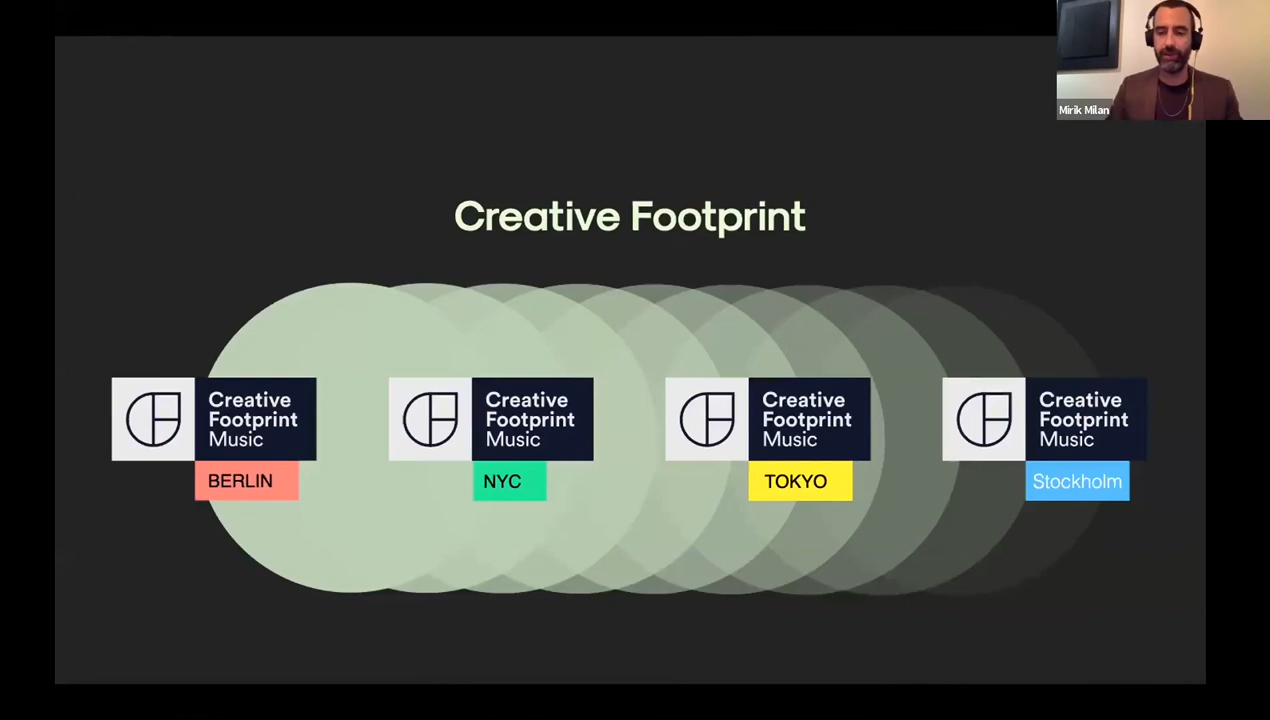 Mirik Milan
Creative Footprint
Creative
Footprint
Music
BERLIN
Creative
Footprint
Music
NYC
Creative
Footprint
Music
TOKYO
Creative
Footprint
Music
Stockholm